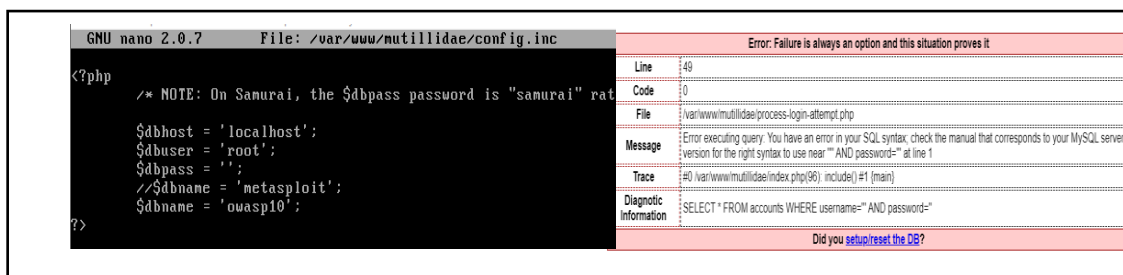 GNU nano 2.0.7 File: /var/www/mutillidae/config.inc
<?php
/* NOTE: On Samurai, the $dbpass password is "samurai" rat
$dbhost = 'localhost';
$dbuser = 'root';
$dbpass = '';
//$dbname = 'metasploit';
$dbname = 'owasp10';
?>
Error: Failure is always an option and this situation proves it
Line 49
Code 0
File /var/www/mutillidae/process-login-attempt.php
Message Error executing query: You have an error in your SQL syntax; check the manual that corresponds to your MySQL server
version for the right syntax to use near ''' AND password=''' at line 1
Trace #0 /var/www/mutillidae/index.php(96): include() #1 {main}
Diagnostic
Information SELECT * FROM accounts WHERE username=''' AND password=''
Did you setup/reset the DB?